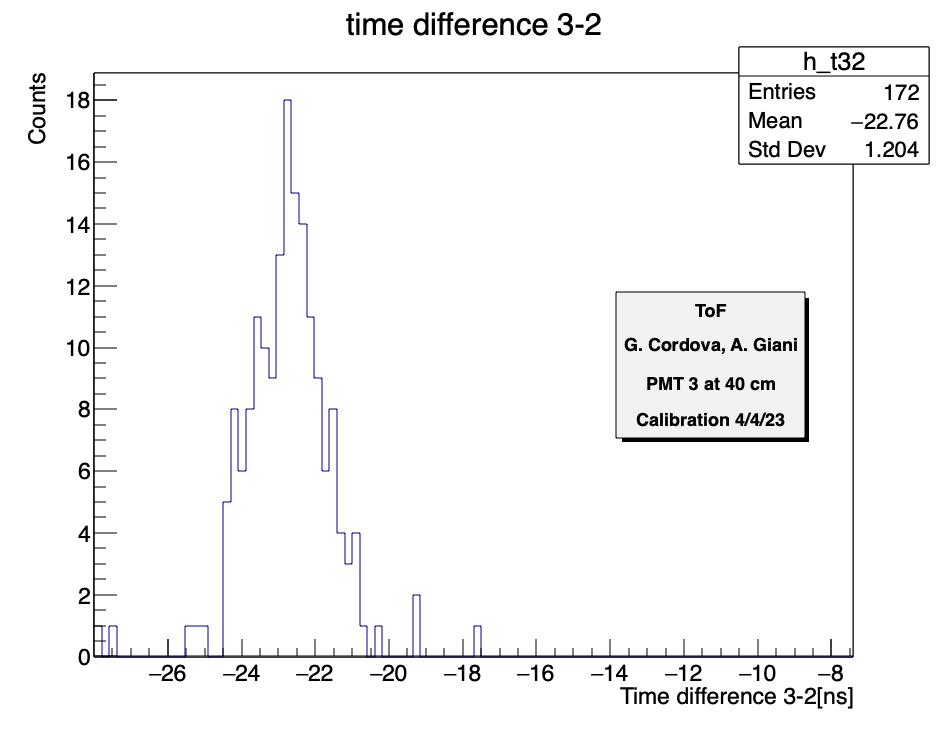 time difference 3-2
h_t32
Entries 172
Mean −22.76
Std Dev 1.204
Counts
18
16
14
12
10
8
6
4
2
0
ToF
G. Cordova, A. Giani
PMT 3 at 40 cm
Calibration 4/4/23
−26 −24 −22 −20 −18 −16 −14 −12 −10 −8
Time difference 3-2[ns]